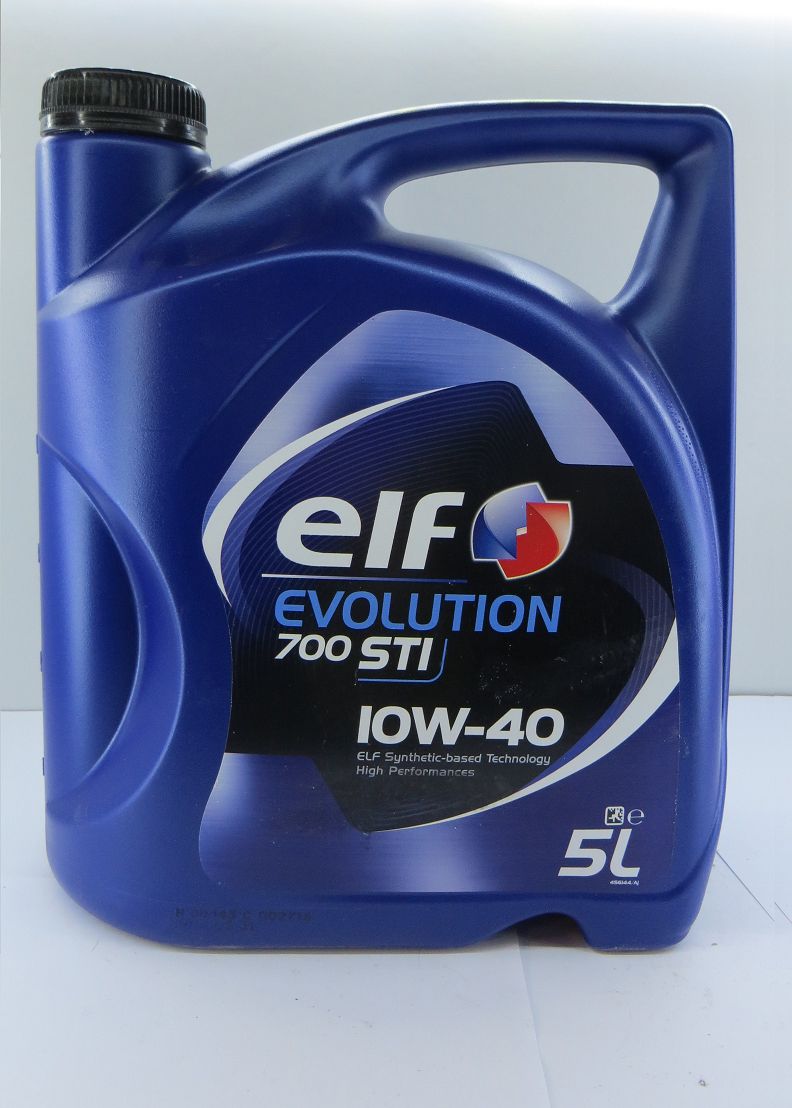 elf
EVOLUTION
700 STI
10W-40
ELF Synthetic-based Technology
High Performances
e
5L